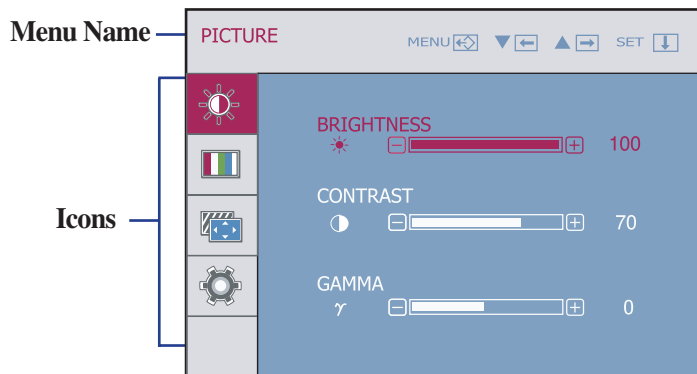 Menu Name
PICTURE
MENU ▼ ▲ SET
BRIGHTNESS
100
Icons
CONTRAST
70
GAMMA
γ 0